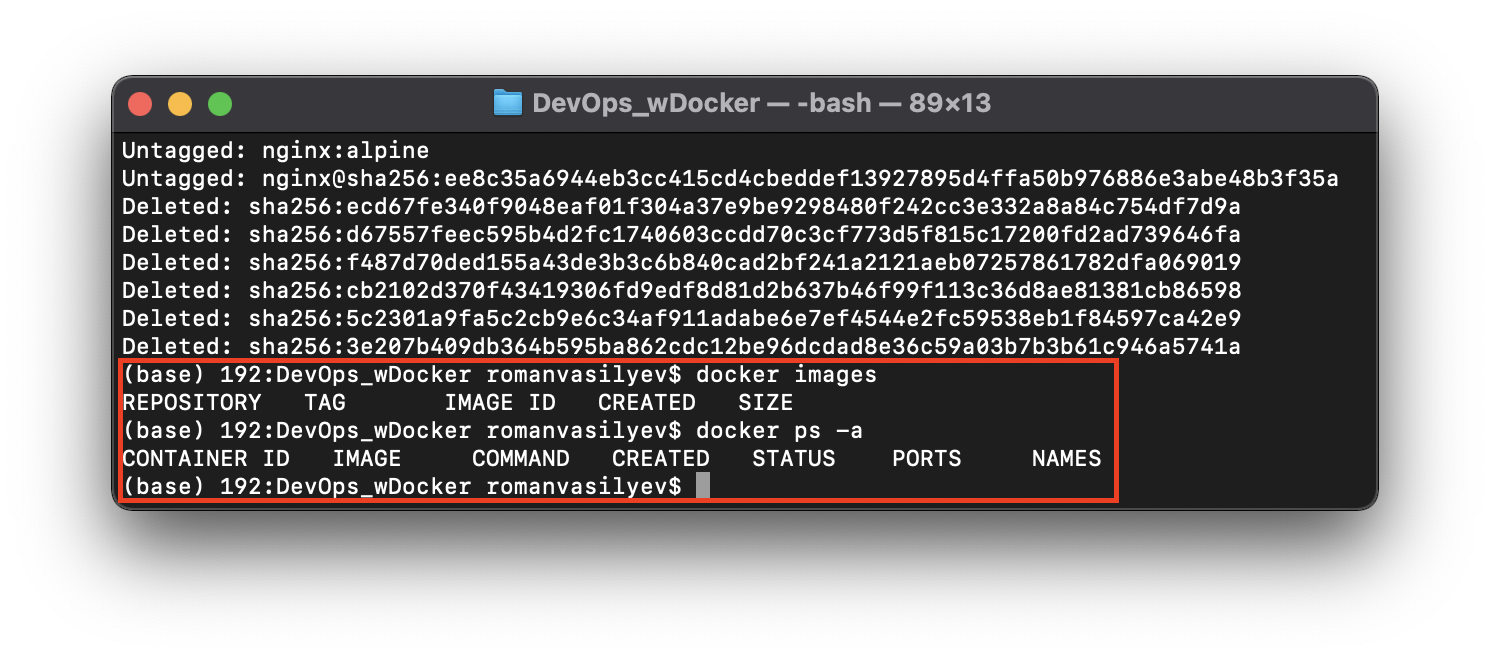 DevOps_wDocker — -bash — 89×13
Untagged: nginx:alpine
Untagged: nginx@sha256:ee8c35a6944eb3cc415cd4cbeddef13927895d4ffa50b976886e3abe48b3f35a
Deleted: sha256:ecd67fe340f9048eaf01f304a37e9be9298480f242cc3e332a8a84c754df7d9a
Deleted: sha256:d67557feec595b4d2fc1740603ccdd70c3cf773d5f815c17200fd2ad739646fa
Deleted: sha256:f487d70ded155a43de3b3c6b840cad2bf241a2121aeb07257861782dfa069019
Deleted: sha256:cb2102d370f43419306fd9edf8d81d2b637b46f99f113c36d8ae81381cb86598
Deleted: sha256:5c2301a9fa5c2cb9e6c34af911adabe6e7ef4544e2fc59538eb1f84597ca42e9
Deleted: sha256:3e207b409db364b595ba862cdc12be96dcdad8e36c59a03b7b3b61c946a5741a
(base) 192:DevOps_wDocker romanvasilyev$ docker images
REPOSITORY   TAG       IMAGE ID   CREATED   SIZE
(base) 192:DevOps_wDocker romanvasilyev$ docker ps -a
CONTAINER ID   IMAGE     COMMAND   CREATED   STATUS    PORTS     NAMES
(base) 192:DevOps_wDocker romanvasilyev$